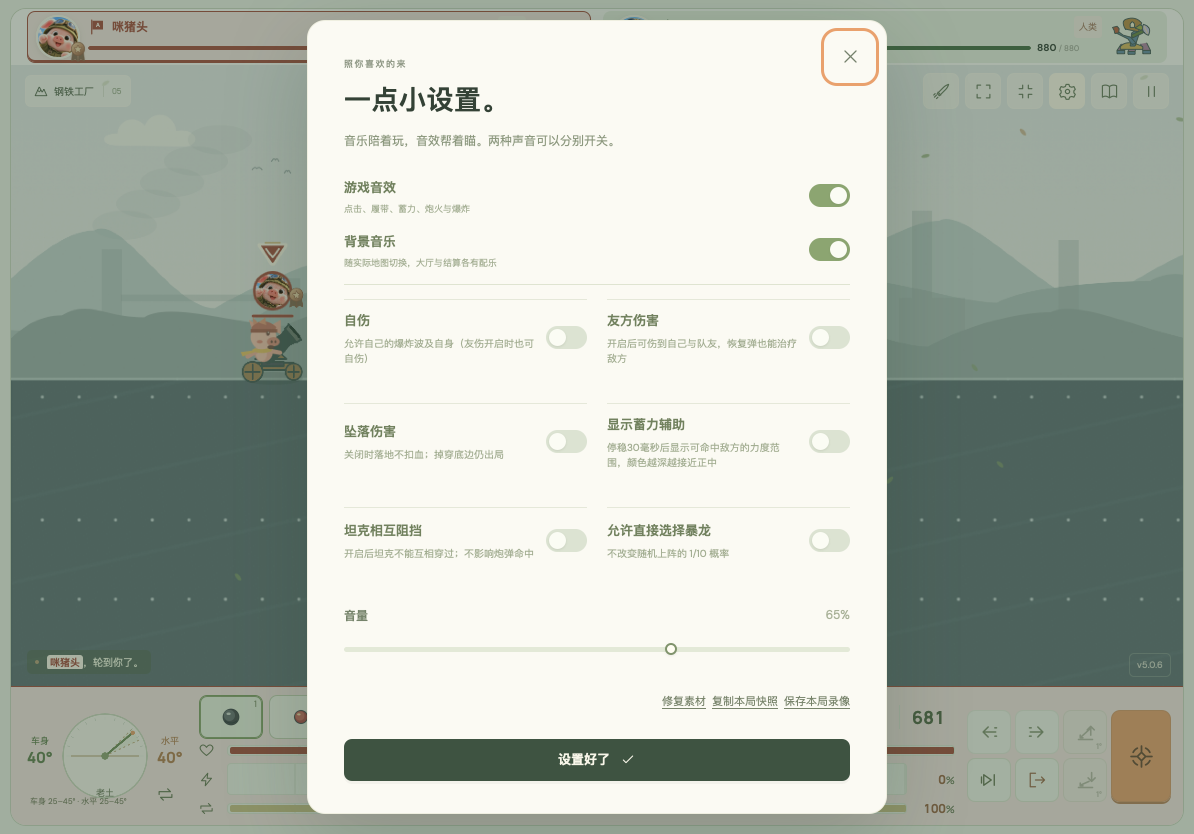 咪猪头
人类
880 / 880
钢铁工厂 05
照你喜欢的来
一点小设置。
音乐陪着玩，音效帮着瞄。两种声音可以分别开关。
游戏音效
点击、履带、蓄力、炮火与爆炸
背景音乐
随实际地图切换，大厅与结算各有配乐
自伤
允许自己的爆炸波及自身（友伤开启时也可
自伤）
友方伤害
开启后可伤到自己与队友，恢复弹也能治疗
敌方
坠落伤害
关闭时落地不扣血；掉穿底边仍出局
显示蓄力辅助
停稳30毫秒后显示可命中敌方的力度范
围，颜色越深越接近正中
坦克相互阻挡
开启后坦克不能互相穿过；不影响炮弹命中
允许直接选择暴龙
不改变随机上阵的 1/10 概率
音量
65%
修复素材 复制本局快照 保存本局录像
设置好了
咪猪头，轮到你了。
v5.0.6
1
681
车身
40°
水平
40°
老土
车身 25–45° · 水平 25–45°
1°
0%
1°
100%